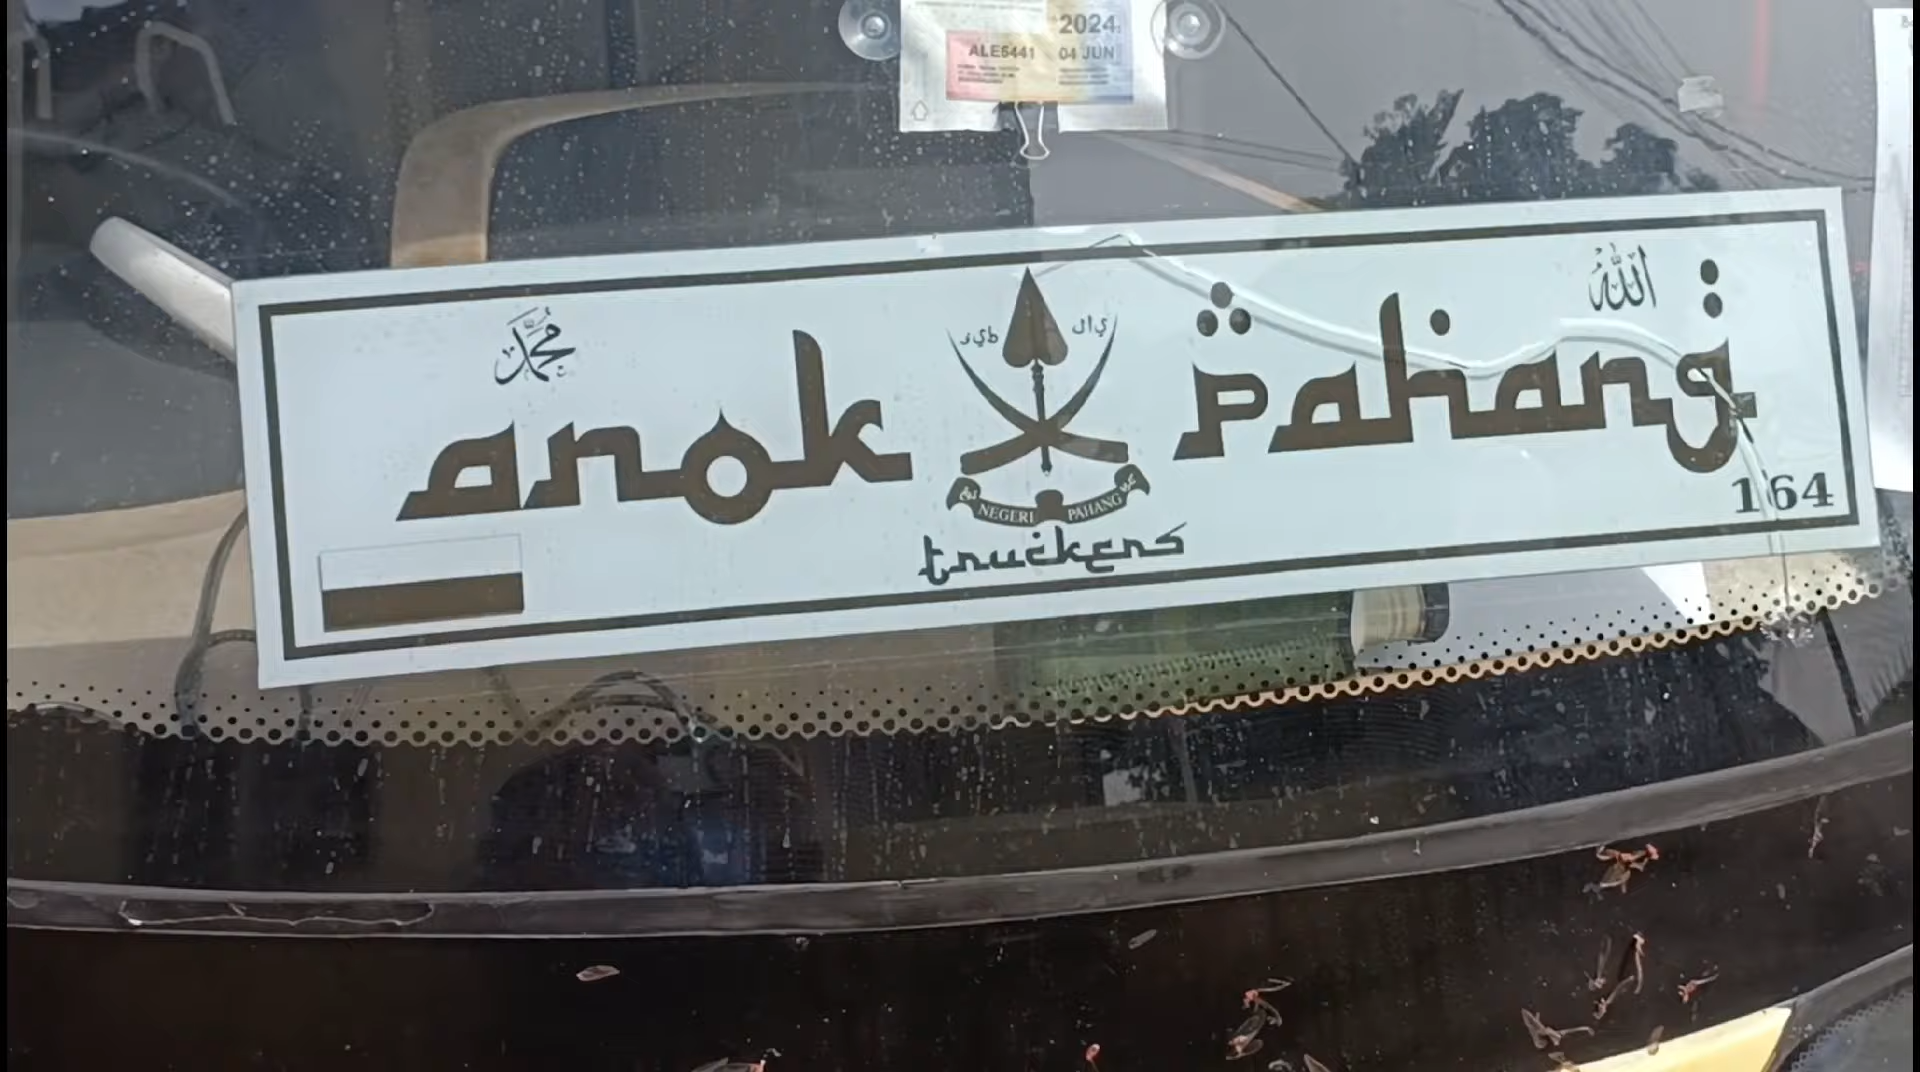 2024
ALE5441 04 JUN
محمد
الله
anok pahang
NEGERI PAHANG
164
truckers